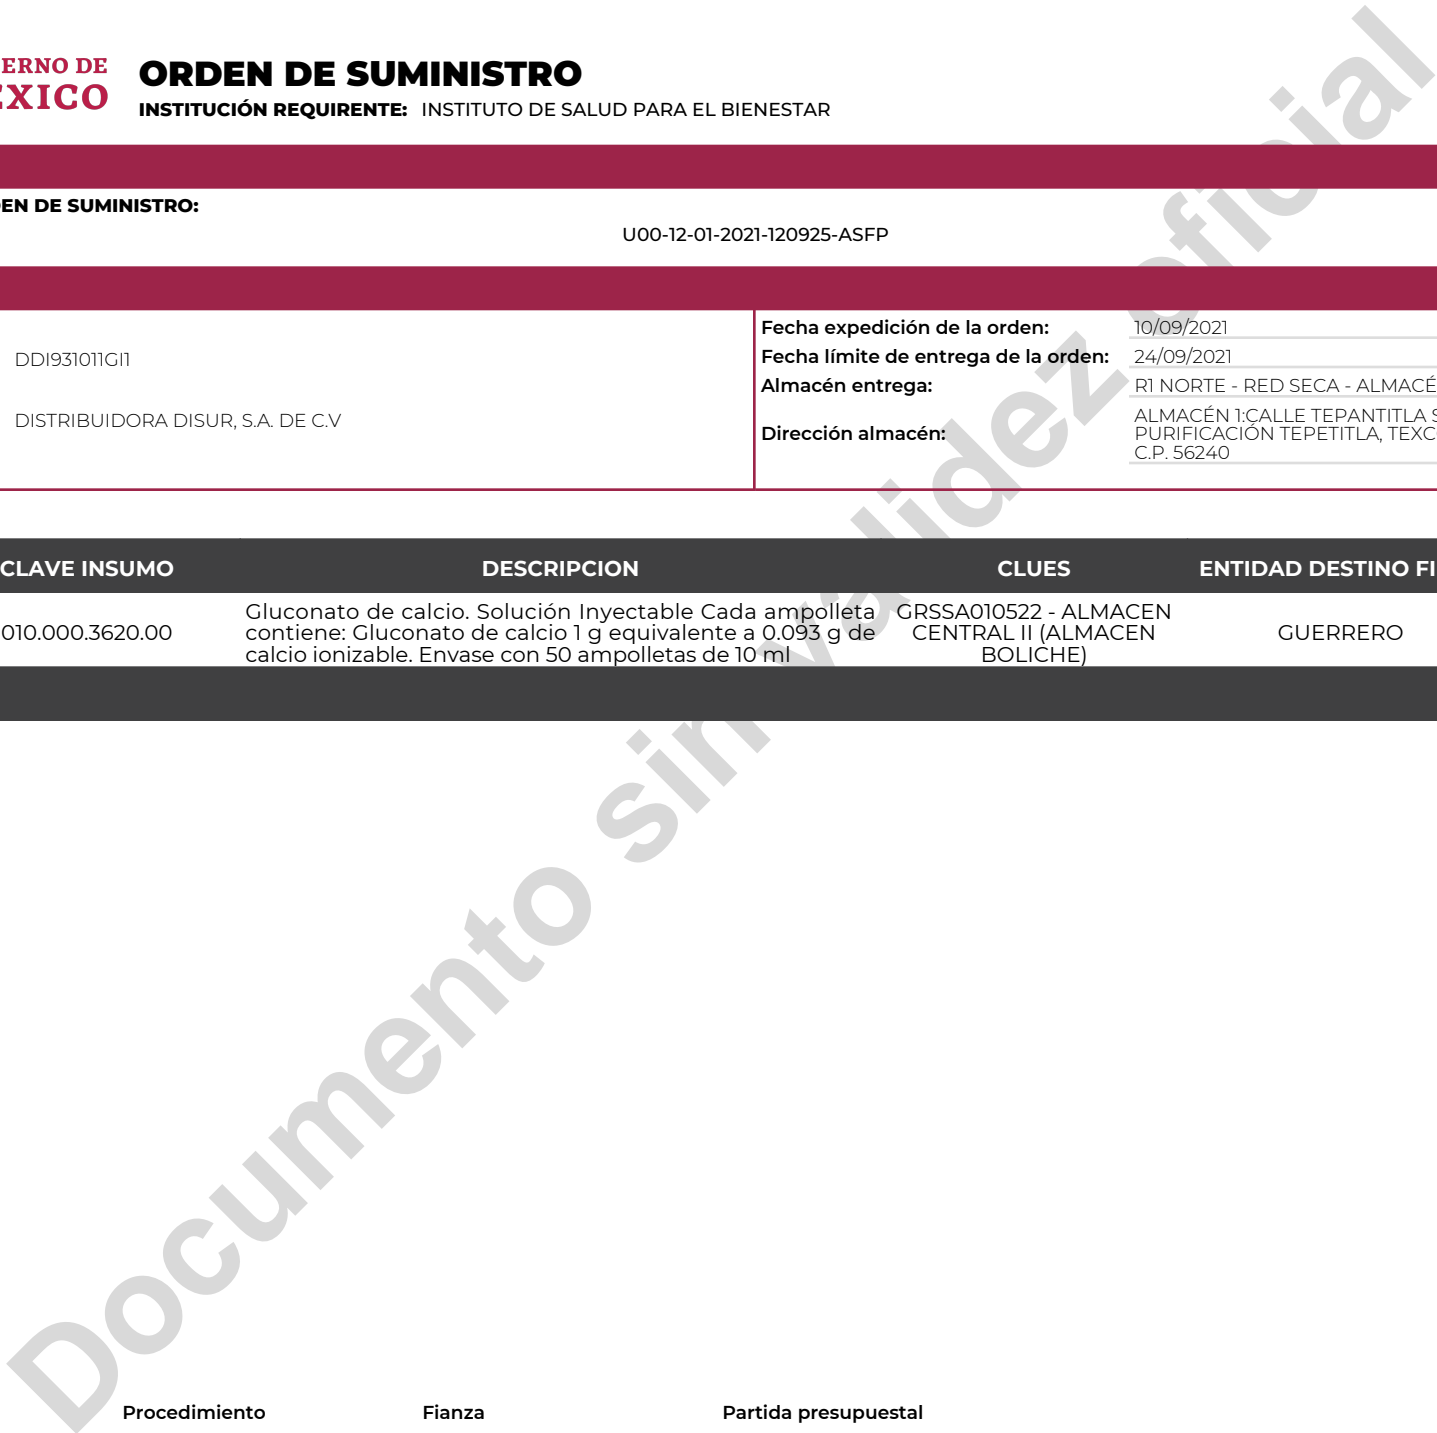 ERNO DE
ÉXICO
ORDEN DE SUMINISTRO
INSTITUCIÓN REQUIRENTE: INSTITUTO DE SALUD PARA EL BIENESTAR
EN DE SUMINISTRO:
U00-12-01-2021-120925-ASFP
DDI931011GI1
DISTRIBUIDORA DISUR, S.A. DE C.V
Fecha expedición de la orden: 10/09/2021
Fecha límite de entrega de la orden: 24/09/2021
Almacén entrega: R1 NORTE - RED SECA - ALMACÉ
Dirección almacén:
ALMACÉN 1:CALLE TEPANTITLA S
PURIFICACIÓN TEPETITLA, TEXC
C.P. 56240
CLAVE INSUMO DESCRIPCION CLUES ENTIDAD DESTINO FI
010.000.3620.00
Gluconato de calcio. Solución Inyectable Cada ampolleta
contiene: Gluconato de calcio 1 g equivalente a 0.093 g de
calcio ionizable. Envase con 50 ampolletas de 10 ml
GRSSA010522 - ALMACEN
CENTRAL II (ALMACEN
BOLICHE)
GUERRERO
Documento sin validez oficial
Procedimiento Fianza Partida presupuestal